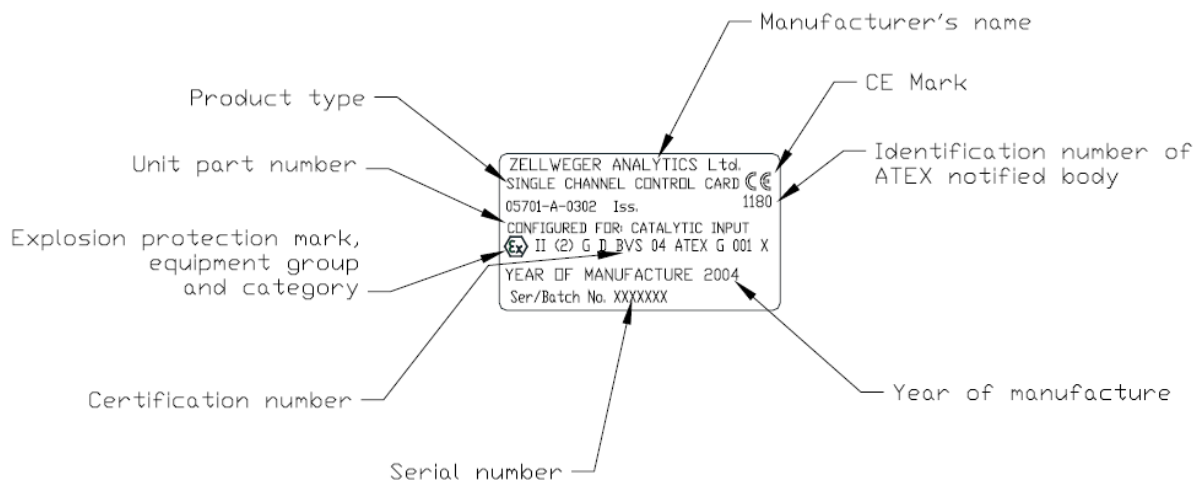 Manufacturer's name
CE Mark
Product type
Unit part number
Identification number of
ATEX notified body
Explosion protection mark,
equipment group
and category
ZELLWEGER ANALYTICS Ltd.
SINGLE CHANNEL CONTROL CARD CE
1180
05701-A-0302 Iss.
CONFIGURED FOR: CATALYTIC INPUT
Ex II (2) G D BVS 04 ATEX G 001 X
YEAR OF MANUFACTURE 2004
Ser/Batch No. XXXXXXX
Certification number
Year of manufacture
Serial number